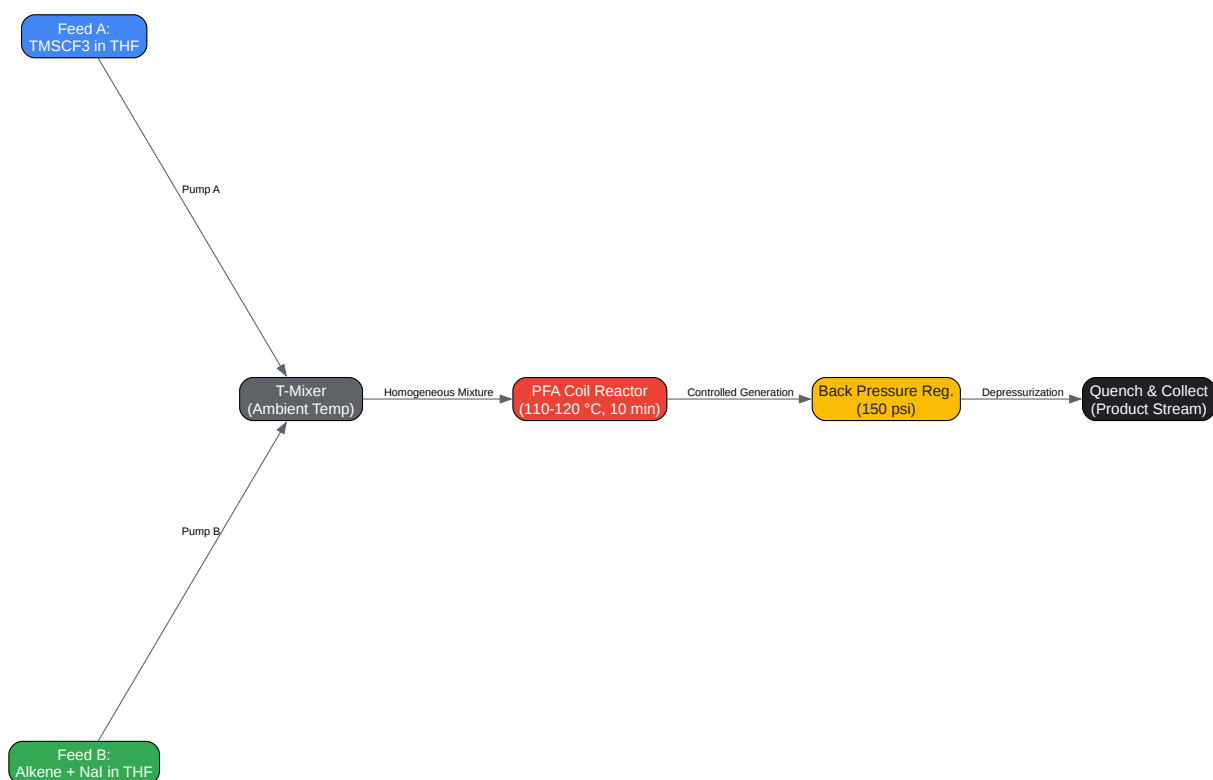 Feed A:
TMSCF3 in THF
Pump A
T-Mixer
(Ambient Temp)
Homogeneous Mixture
PFA Coil Reactor
(110-120 °C, 10 min)
Controlled Generation
Back Pressure Reg.
(150 psi)
Depressurization
Quench & Collect
(Product Stream)
Pump B
Feed B:
Alkene + NaI in THF